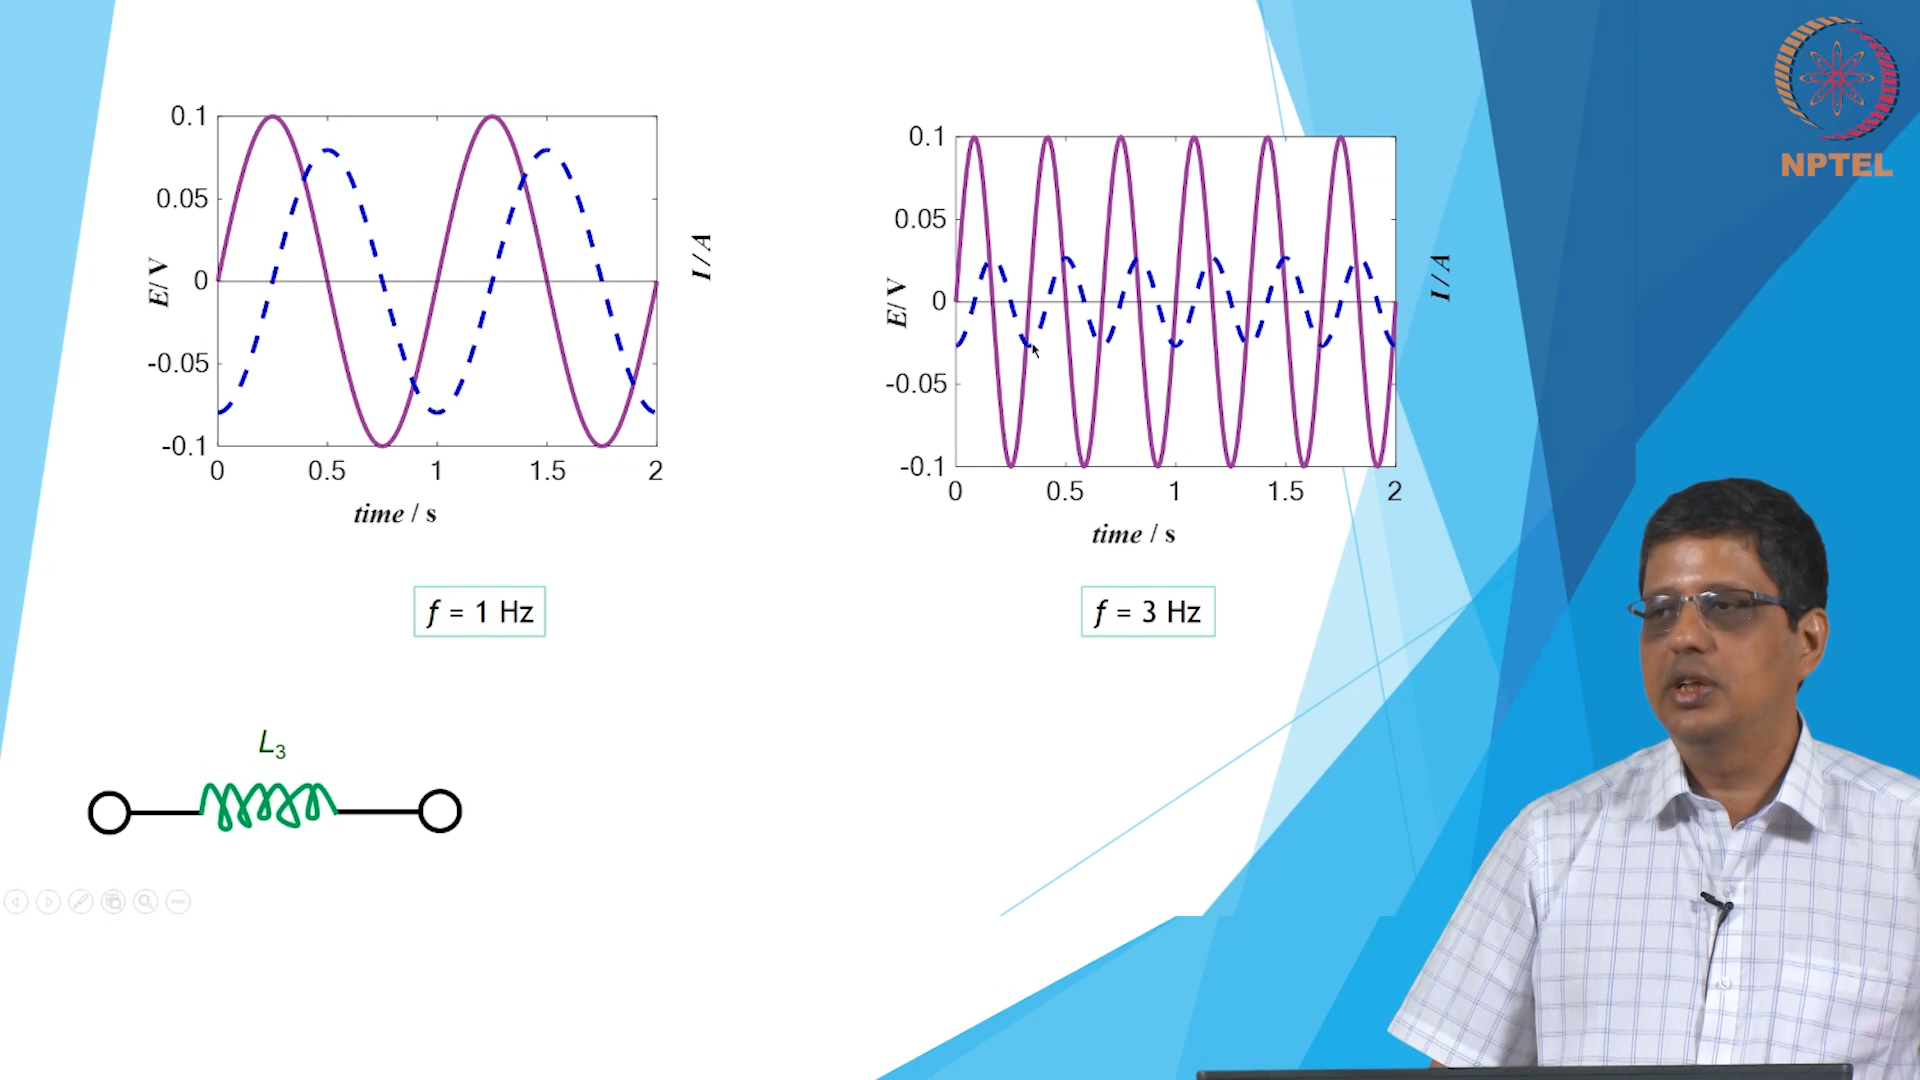 NPTEL
0.1
0.05
0
-0.05
-0.1
E/ V
I / A
0
0.5
1
1.5
2
time / s
f = 1 Hz
0.1
0.05
0
-0.05
-0.1
E/ V
I / A
0
0.5
1
1.5
2
time / s
f = 3 Hz
L3